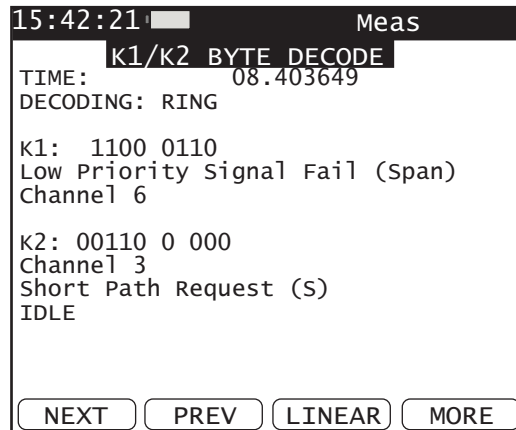 15:42:21 Meas
K1/K2 BYTE DECODE
TIME: 08.403649
DECODING: RING
K1: 1100 0110
Low Priority Signal Fail (Span)
Channel 6
K2: 00110 0 000
Channel 3
Short Path Request (S)
IDLE
NEXT PREV LINEAR MORE